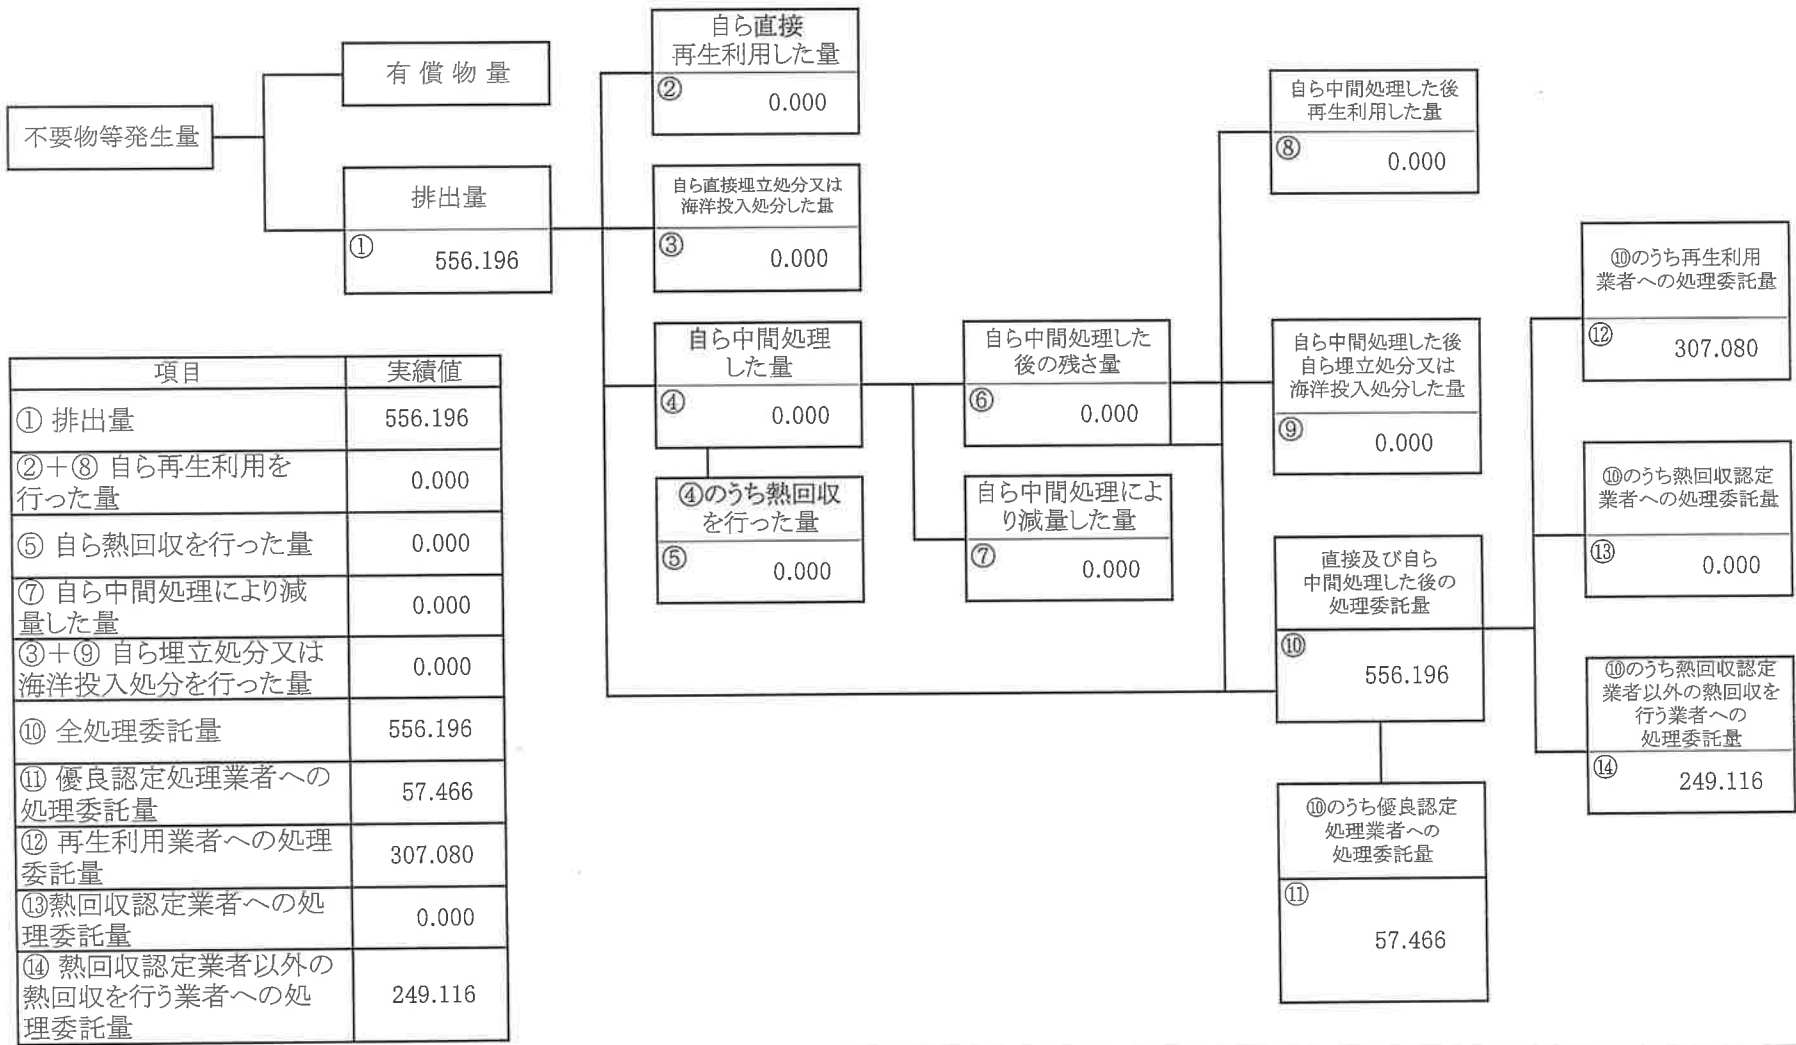 不要物等発生量
有償物量
排出量
①
556.196
自ら直接
再生利用した量
②
0.000
自ら直接埋立処分又は
海洋投入処分した量
③
0.000
自ら中間処理
した量
④
0.000
④のうち熱回収
を行った量
⑤
0.000
自ら中間処理した
後の残さ量
⑥
0.000
自ら中間処理によ
り減量した量
⑦
0.000
自ら中間処理した後
再生利用した量
⑧
0.000
自ら中間処理した後
自ら埋立処分又は
海洋投入処分した量
⑨
0.000
直接及び自ら
中間処理した後の
処理委託量
⑩
556.196
⑩のうち優良認定
処理業者への
処理委託量
⑪
57.466
⑩のうち再生利用
業者への処理委託量
⑫
307.080
⑩のうち熱回収認定
業者への処理委託量
⑬
0.000
⑩のうち熱回収認定
業者以外の熱回収を
行う業者への
処理委託量
⑭
249.116
項目 実績値
① 排出量 556.196
②+⑧ 自ら再生利用を
行った量 0.000
⑤ 自ら熱回収を行った量 0.000
⑦ 自ら中間処理により減
量した量 0.000
③+⑨ 自ら埋立処分又は
海洋投入処分を行った量 0.000
⑩ 全処理委託量 556.196
⑪ 優良認定処理業者への
処理委託量 57.466
⑫ 再生利用業者への処理
委託量 307.080
⑬熱回収認定業者への処
理委託量 0.000
⑭ 熱回収認定業者以外の
熱回収を行う業者への処
理委託量 249.116